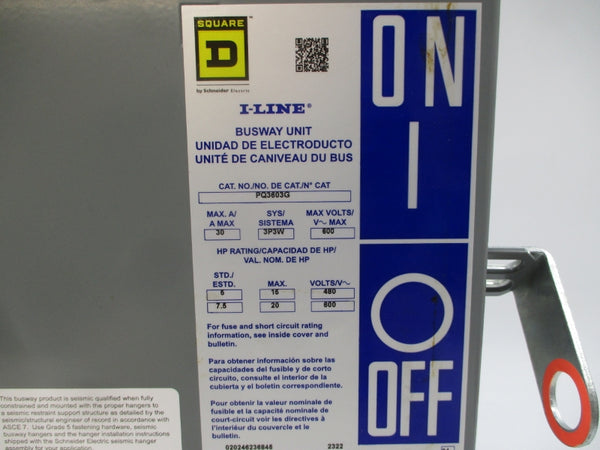 SQUARE
D
by Schneider Electric
I-LINE®
BUSWAY UNIT
UNIDAD DE ELECTRODUCTO
UNITÉ DE CANIVEAU DU BUS
CAT. NO./NO. DE CAT./N° CAT
PQ3603G
MAX. A/ SYS/ MAX VOLTS/
A MAX SISTEMA V~ MAX
30 3P3W 600
HP RATING/CAPACIDAD DE HP/
VAL. NOM. DE HP
STD./
ESTD. MAX. VOLTS/V~
5 15 480
7.5 20 600
For fuse and short circuit rating
information, see inside cover and
bulletin.
Para obtener información sobre las
capacidades del fusible y de corto
circuito, consulte el interior de la
cubierta y el boletín correspondiente.
Pour obtenir la valeur nominale de
fusible et la capacité nominale de
court-circuit voir les directives à
l'intérieur du couvercle et le
bulletin.
020246236848 2322
ON
I
O
OFF
This busway product is seismic qualified when fully
constrained and mounted with the proper hangers to
a seismic restraint support structure as detailed by the
seismic/structural engineer of record in accordance with
ASCE 7. Use Grade 5 fastening hardware, seismic
busway hangers and the hanger installation instructions
shipped with the Schneider Electric seismic hanger
assembly for your application.